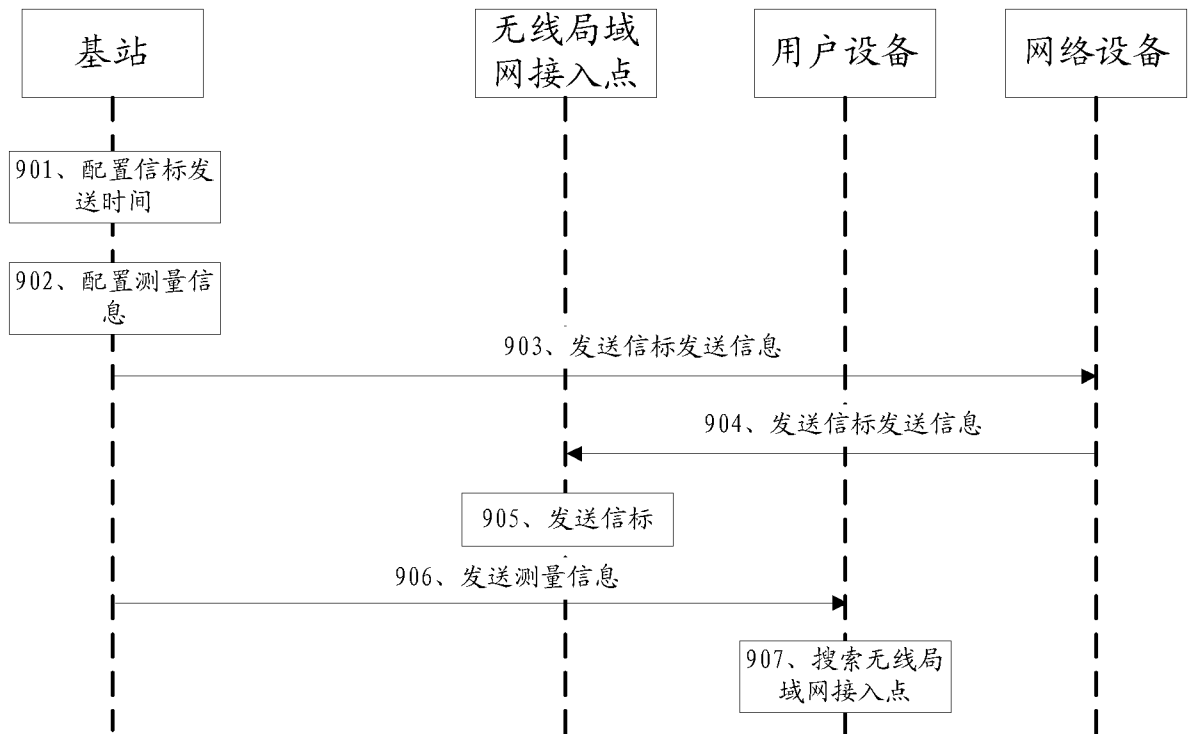 基站
无线局域
网接入点
用户设备
网络设备
901、配置信标发
送时间
902、配置测量信
息
903、发送信标发送信息
904、发送信标发送信息
905、发送信标
906、发送测量信息
907、搜索无线局
域网接入点